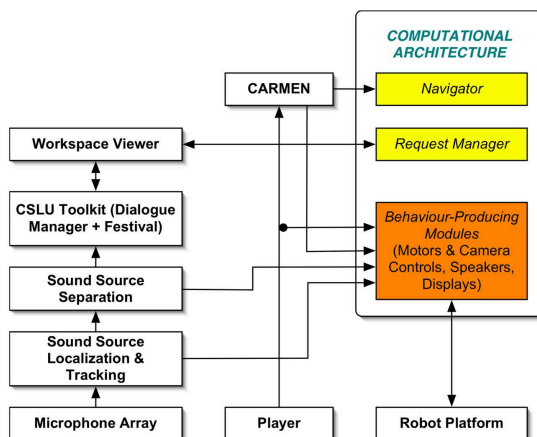 COMPUTATIONAL
ARCHITECTURE
CARMEN
Navigator
Workspace Viewer
Request Manager
CSLU Toolkit (Dialogue
Manager + Festival)
Behaviour-Producing
Modules
(Motors & Camera
Controls, Speakers,
Displays)
Sound Source
Separation
Sound Source
Localization &
Tracking
Microphone Array
Player
Robot Platform